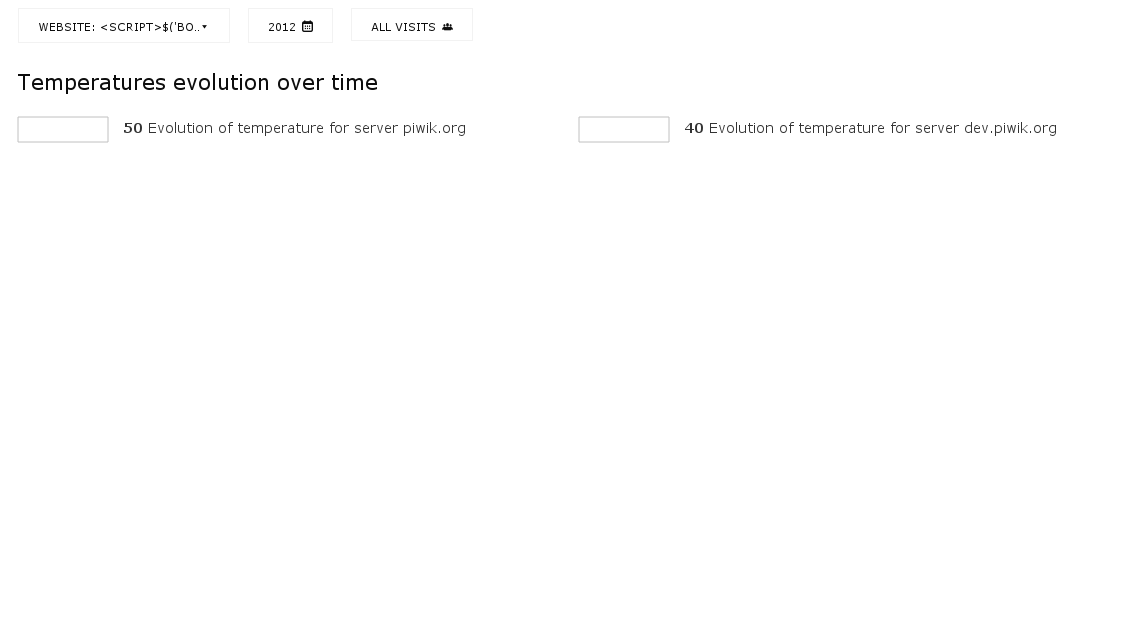 WEBSITE: <SCRIPT>$('BO..
2012
ALL VISITS
Temperatures evolution over time
50 Evolution of temperature for server piwik.org
40 Evolution of temperature for server dev.piwik.org